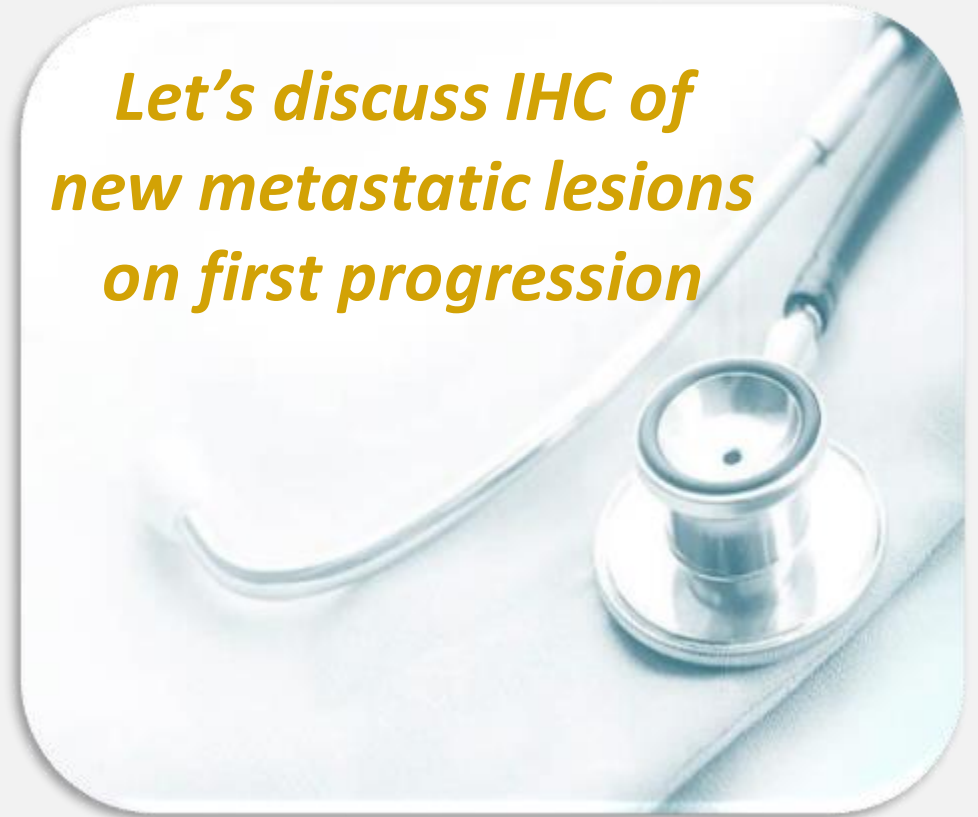 Let’s discuss IHC of
new metastatic lesions
on first progression